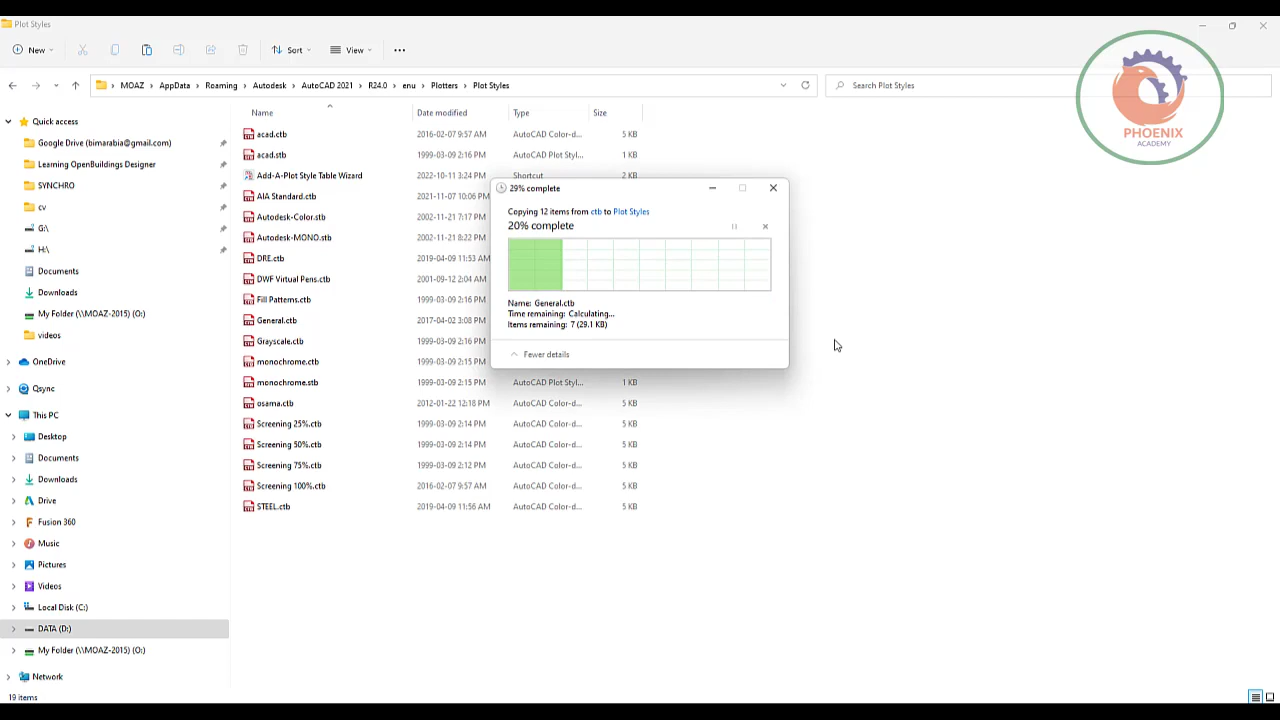 Plot Styles
New
Sort
View
MOAZ > AppData > Roaming > Autodesk > AutoCAD 2021 > R24.0 > enu > Plotters > Plot Styles
Search Plot Styles
PHOENIX
ACADEMY
Name Date modified Type Size
Quick access
Google Drive (bimarabia@gmail.com)
Learning OpenBuildings Designer
SYNCHRO
cv
G:\
H:\
Documents
Downloads
My Folder (\\MOAZ-2015) (O:)
videos
OneDrive
Qsync
This PC
Desktop
Documents
Downloads
Drive
Fusion 360
Music
Pictures
Videos
Local Disk (C:)
DATA (D:)
My Folder (\\MOAZ-2015) (O:)
Network
acad.ctb 2016-02-07 9:57 AM AutoCAD Color-d... 5 KB
acad.stb 1999-03-09 2:16 PM AutoCAD Plot Styl... 1 KB
Add-A-Plot Style Table Wizard 2022-10-11 3:24 PM Shortcut 2 KB
AIA Standard.ctb 2021-11-07 10:06 PM
Autodesk-Color.stb 2002-11-21 7:17 PM
Autodesk-MONO.stb 2002-11-21 8:22 PM
DRE.ctb 2019-04-09 11:53 AM
DWF Virtual Pens.ctb 2001-09-12 2:04 AM
Fill Patterns.ctb 1999-03-09 2:16 PM
General.ctb 2017-04-02 3:08 PM
Grayscale.ctb 1999-03-09 2:16 PM
monochrome.ctb 1999-03-09 2:15 PM
monochrome.stb 1999-03-09 2:15 PM AutoCAD Plot Styl... 1 KB
osama.ctb 2012-01-22 12:18 PM AutoCAD Color-d... 5 KB
Screening 25%.ctb 1999-03-09 2:14 PM AutoCAD Color-d... 5 KB
Screening 50%.ctb 1999-03-09 2:14 PM AutoCAD Color-d... 5 KB
Screening 75%.ctb 1999-03-09 2:12 PM AutoCAD Color-d... 5 KB
Screening 100%.ctb 2016-02-07 9:57 AM AutoCAD Color-d... 5 KB
STEEL.ctb 2019-04-09 11:56 AM AutoCAD Color-d... 5 KB
29% complete
Copying 12 items from ctb to Plot Styles
20% complete
Name: General.ctb
Time remaining: Calculating...
Items remaining: 7 (29.1 KB)
Fewer details
19 items